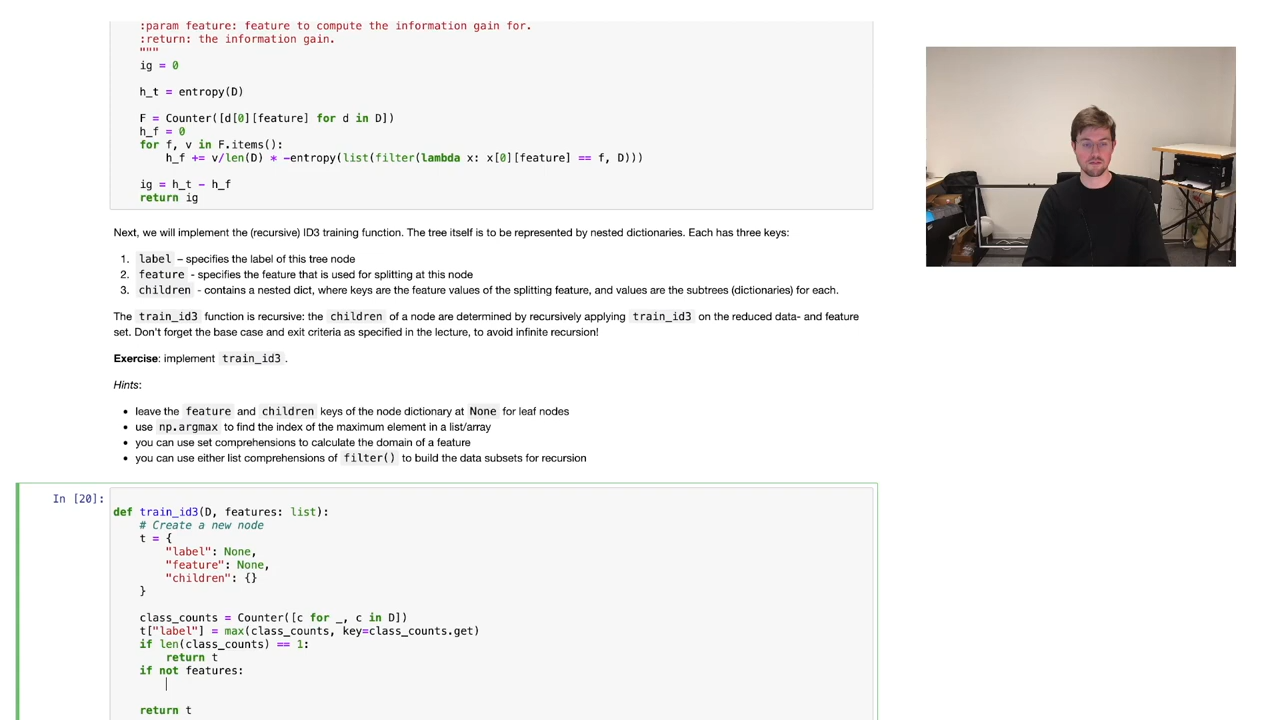 :param feature: feature to compute the information gain for.
:return: the information gain.
"""
ig = 0
h_t = entropy(D)
F = Counter([d[0][feature] for d in D])
h_f = 0
for f, v in F.items():
h_f += v/len(D) * -entropy(list(filter(lambda x: x[0][feature] == f, D)))
ig = h_t - h_f
return ig
Next, we will implement the (recursive) ID3 training function. The tree itself is to be represented by nested dictionaries. Each has three keys:
1. label – specifies the label of this tree node
2. feature - specifies the feature that is used for splitting at this node
3. children - contains a nested dict, where keys are the feature values of the splitting feature, and values are the subtrees (dictionaries) for each.
The train_id3 function is recursive: the children of a node are determined by recursively applying train_id3 on the reduced data- and feature
set. Don't forget the base case and exit criteria as specified in the lecture, to avoid infinite recursion!
Exercise: implement train_id3 .
Hints:
• leave the feature and children keys of the node dictionary at None for leaf nodes
• use np.argmax to find the index of the maximum element in a list/array
• you can use set comprehensions to calculate the domain of a feature
• you can use either list comprehensions of filter() to build the data subsets for recursion
In [20]:
def train_id3(D, features: list):
# Create a new node
t = {
"label": None,
"feature": None,
"children": {}
}
class_counts = Counter([c for _, c in D])
t["label"] = max(class_counts, key=class_counts.get)
if len(class_counts) == 1:
return t
if not features:
return t